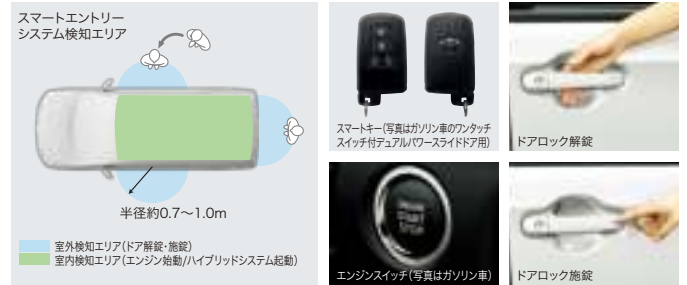 スマートエントリー
システム検知エリア
半径約0.7〜1.0m
室外検知エリア(ドア解錠・施錠)
室内検知エリア(エンジン始動/ハイブリッドシステム起動)
スマートキー(写真はガソリン車のワンタッチ
スイッチ付デュアルパワースライドドア用)
ドアロック解錠
エンジンスイッチ(写真はガソリン車)
ドアロック施錠